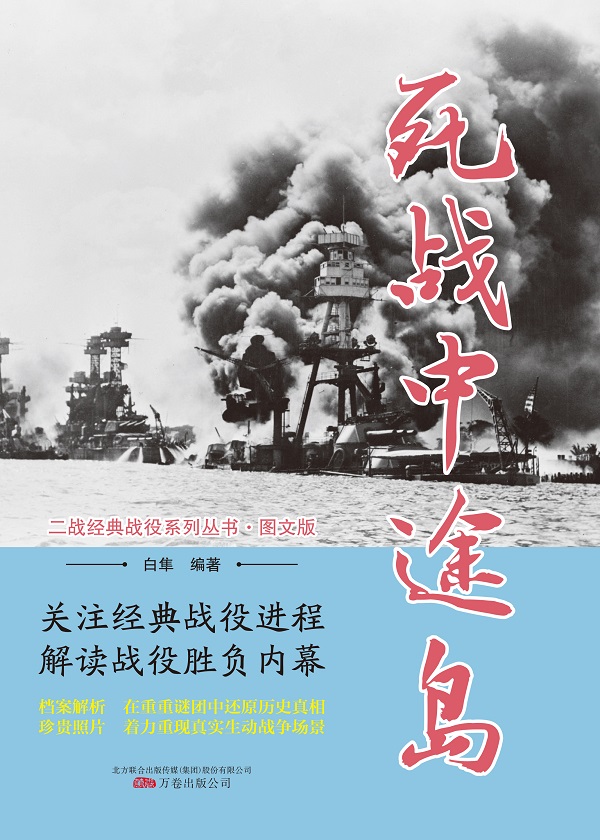 死战中途岛
二战经典战役系列丛书·图文版
白隼 编著
关注经典战役进程
解读战役胜负内幕
档案解析 在重重谜团中还原历史真相
珍贵照片 着力重现真实生动战争场景
北方联合出版传媒(集团)股份有限公司
万卷出版公司